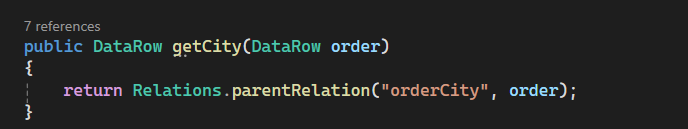 7 references
public DataRow getCity(DataRow order)
{
return Relations.parentRelation("orderCity", order);
}